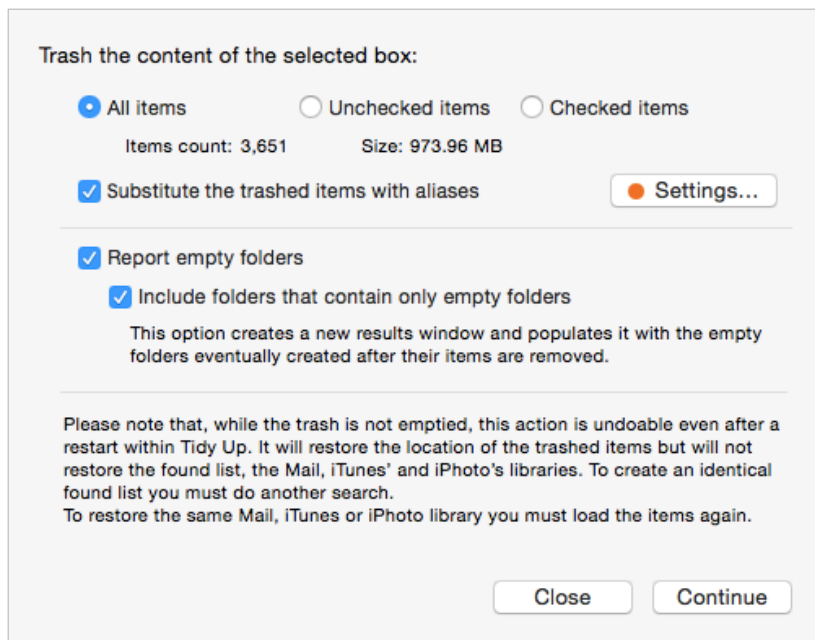 Trash the content of the selected box:
All items Unchecked items Checked items
Items count: 3,651 Size: 973.96 MB
Substitute the trashed items with aliases Settings...
Report empty folders
Include folders that contain only empty folders
This option creates a new results window and populates it with the empty
folders eventually created after their items are removed.
Please note that, while the trash is not emptied, this action is undoable even after a
restart within Tidy Up. It will restore the location of the trashed items but will not
restore the found list, the Mail, iTunes’ and iPhoto’s libraries. To create an identical
found list you must do another search.
To restore the same Mail, iTunes or iPhoto library you must load the items again.
Close Continue